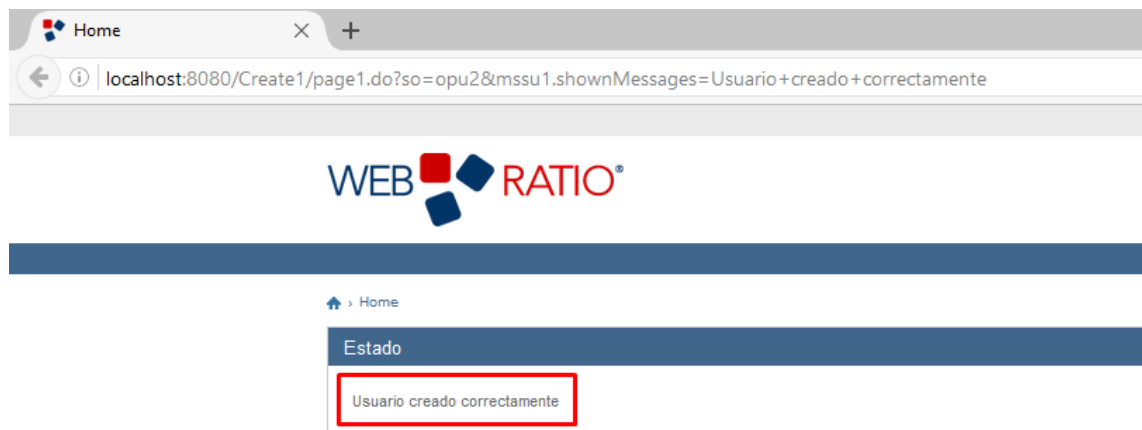 Home
localhost:8080/Create1/page1.do?so=opu2&mssu1.shownMessages=Usuario+creado+correctamente
WEB RATIO®
› Home
Estado
Usuario creado correctamente